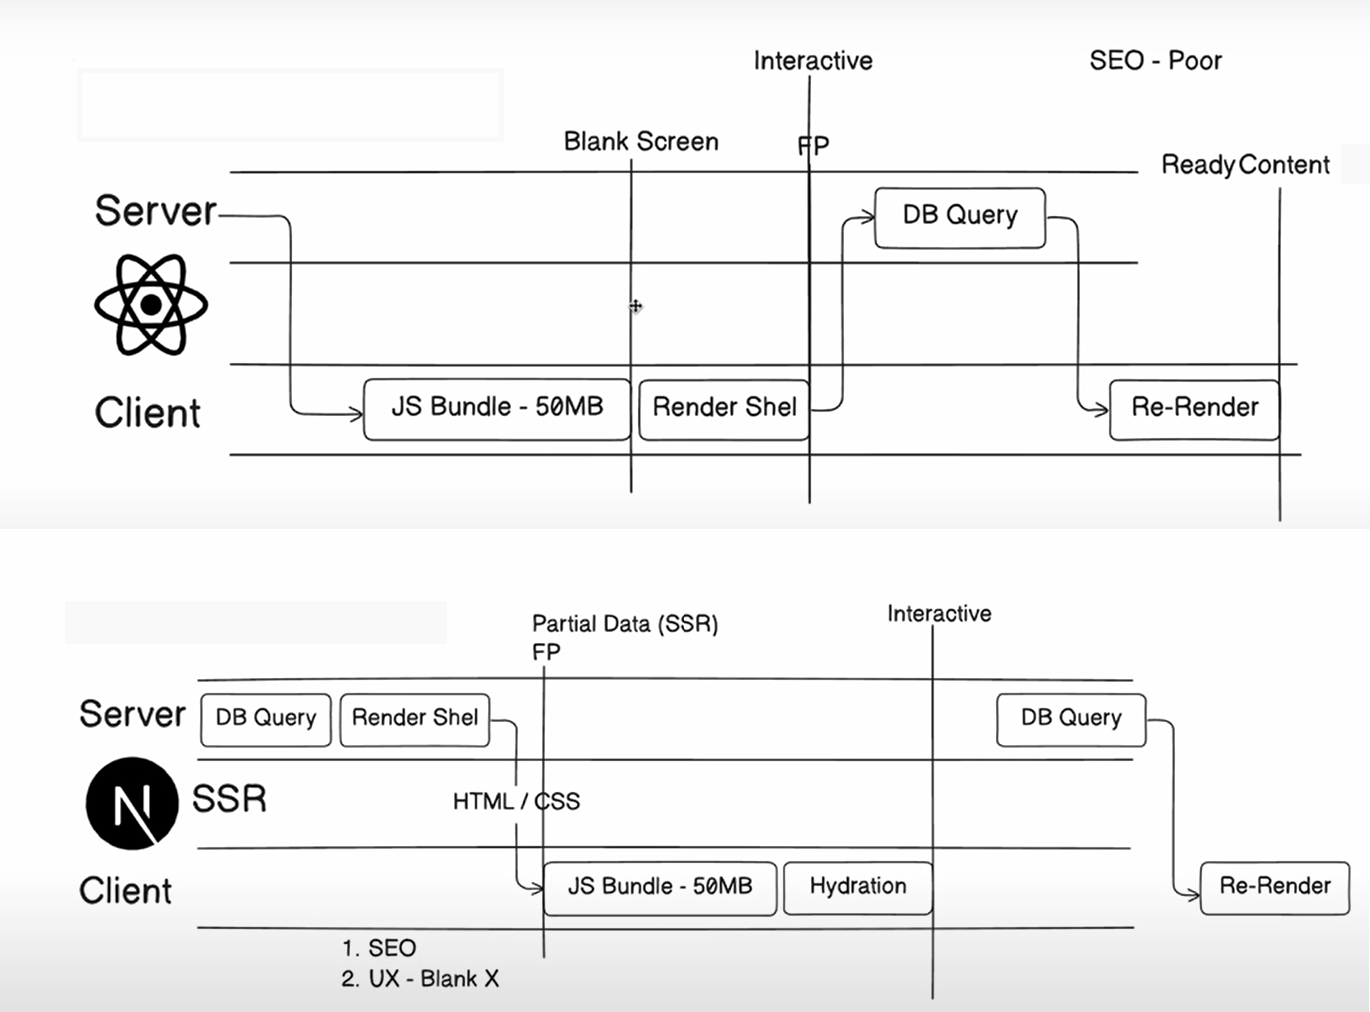 Interactive
SEO - Poor
Blank Screen
FP
Ready Content
Server
DB Query
Client
JS Bundle - 50MB
Render Shel
Re-Render
Partial Data (SSR)
FP
Interactive
Server
DB Query
Render Shel
DB Query
SSR
HTML / CSS
Client
JS Bundle - 50MB
Hydration
Re-Render
1. SEO
2. UX - Blank X